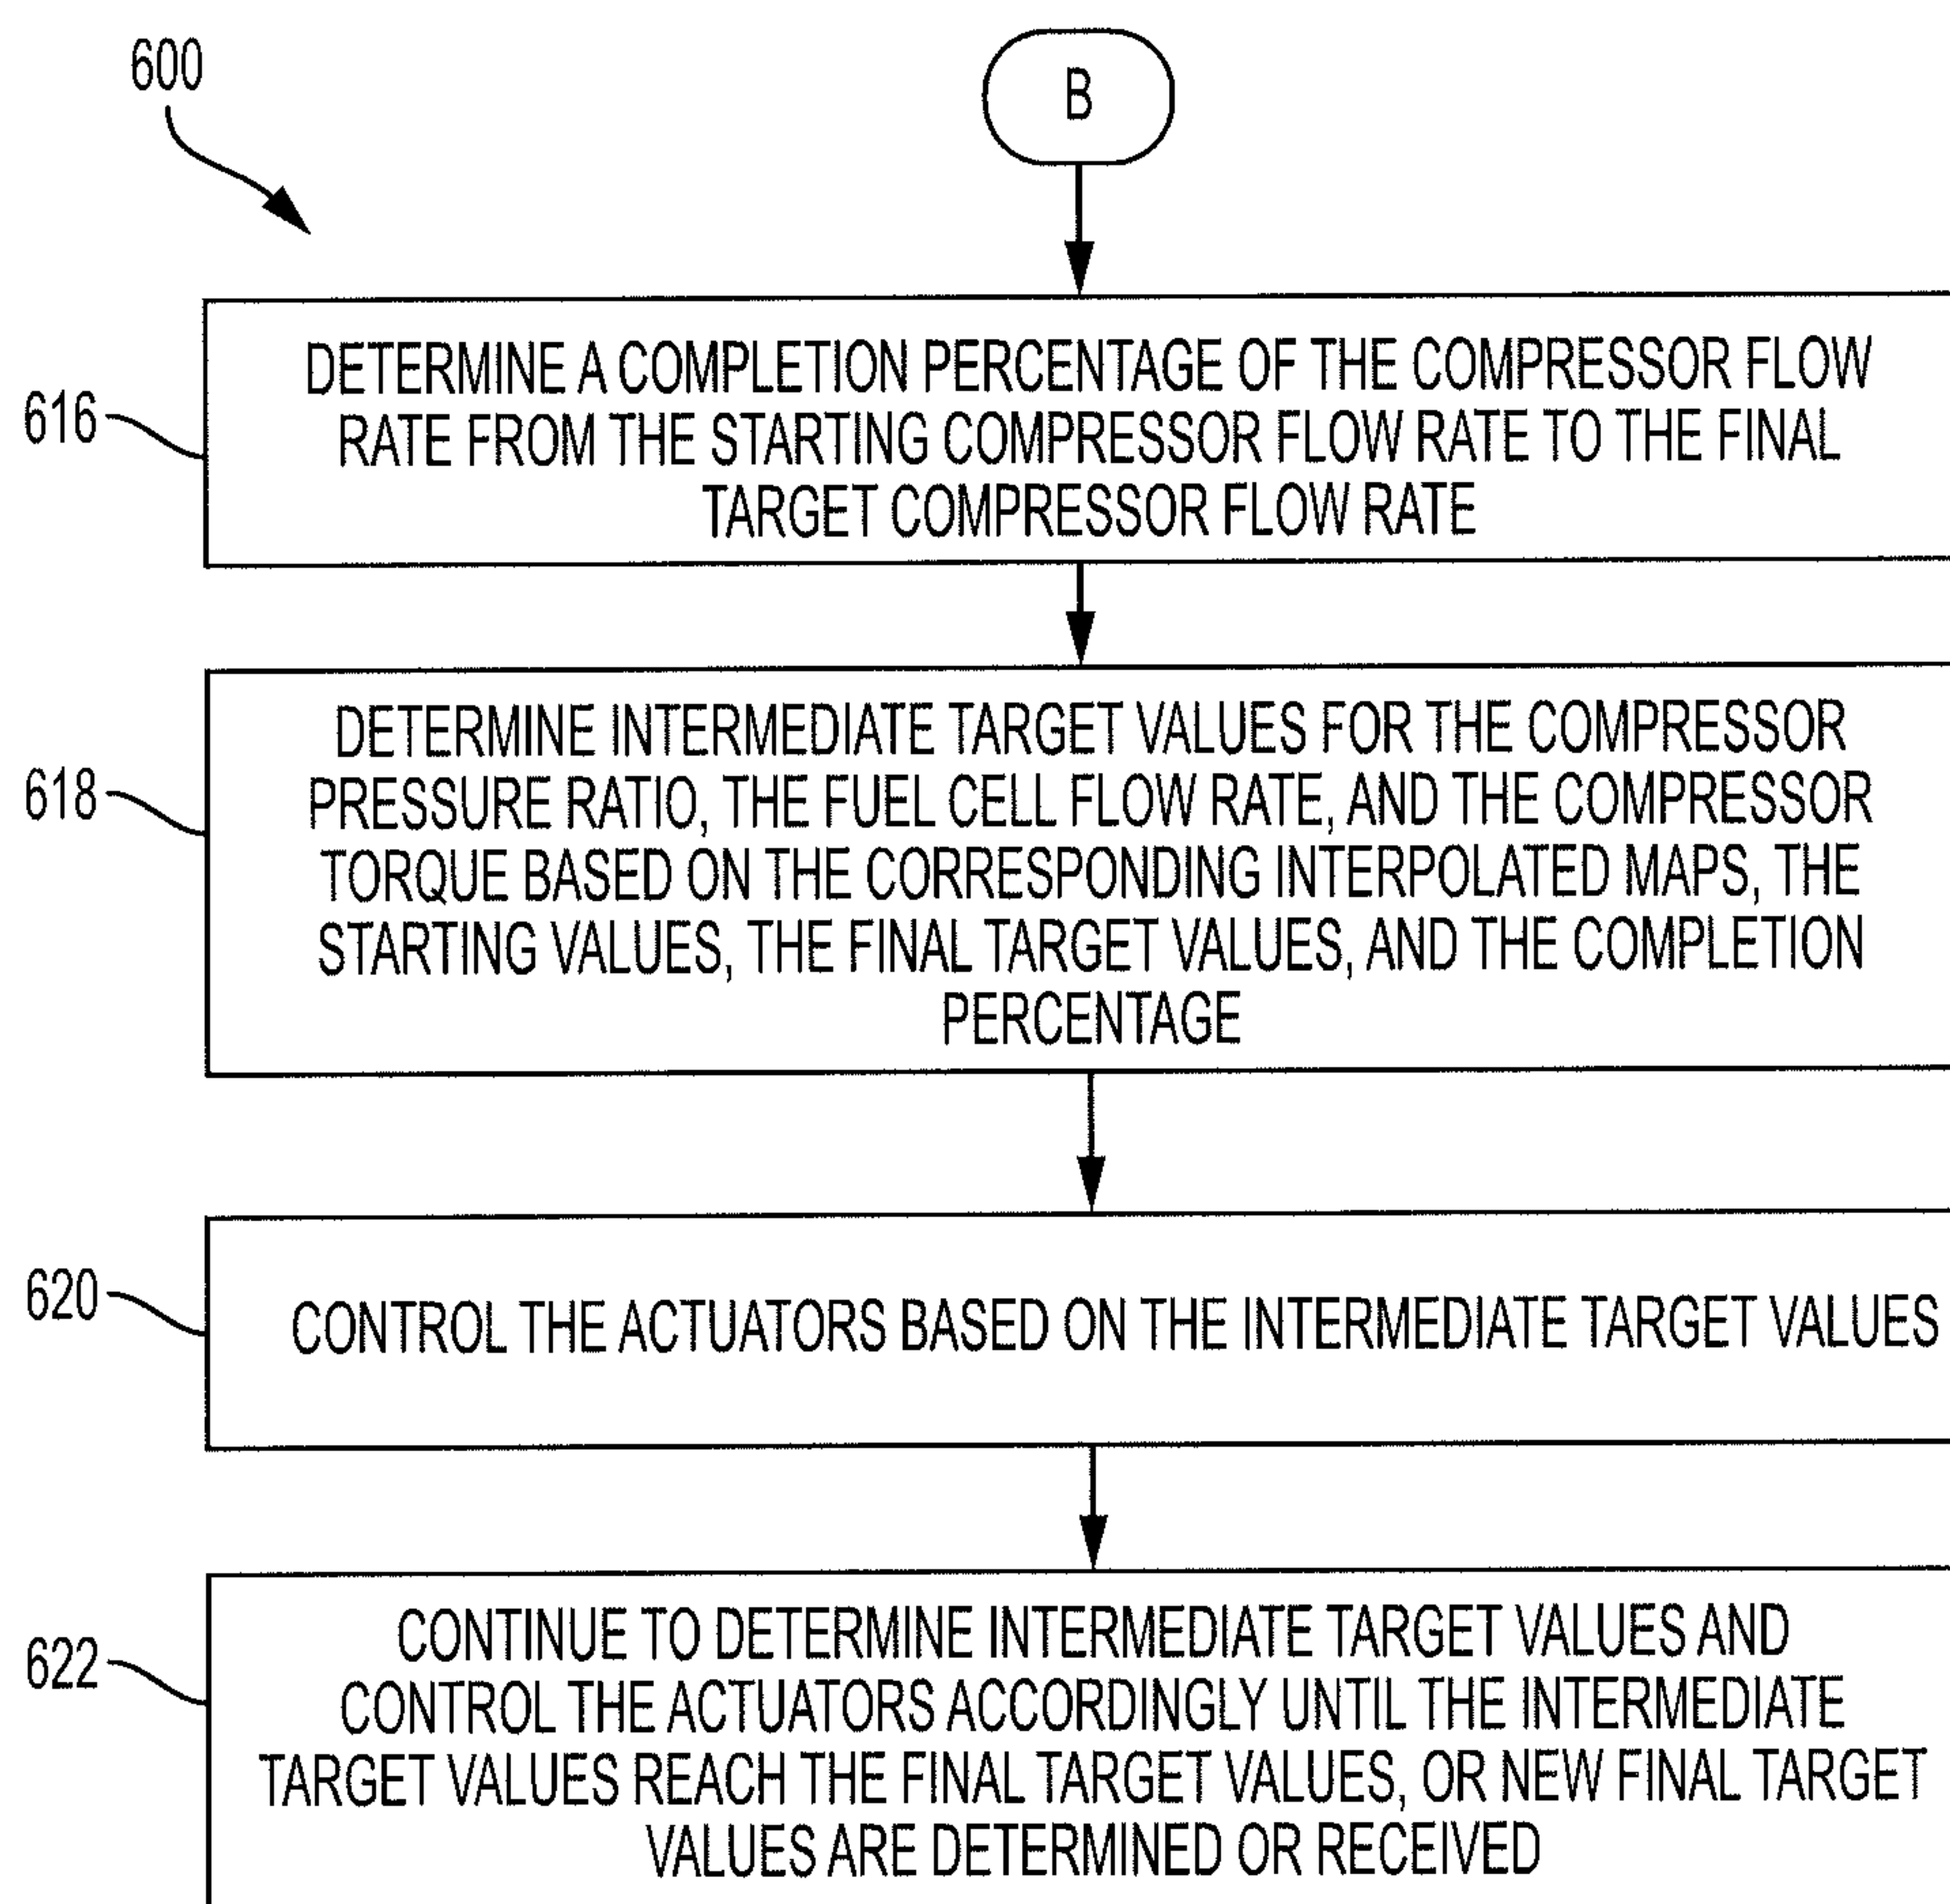 600
B
616
DETERMINE A COMPLETION PERCENTAGE OF THE COMPRESSOR FLOW
RATE FROM THE STARTING COMPRESSOR FLOW RATE TO THE FINAL
TARGET COMPRESSOR FLOW RATE
618
DETERMINE INTERMEDIATE TARGET VALUES FOR THE COMPRESSOR
PRESSURE RATIO, THE FUEL CELL FLOW RATE, AND THE COMPRESSOR
TORQUE BASED ON THE CORRESPONDING INTERPOLATED MAPS, THE
STARTING VALUES, THE FINAL TARGET VALUES, AND THE COMPLETION
PERCENTAGE
620
CONTROL THE ACTUATORS BASED ON THE INTERMEDIATE TARGET VALUES
622
CONTINUE TO DETERMINE INTERMEDIATE TARGET VALUES AND
CONTROL THE ACTUATORS ACCORDINGLY UNTIL THE INTERMEDIATE
TARGET VALUES REACH THE FINAL TARGET VALUES, OR NEW FINAL TARGET
VALUES ARE DETERMINED OR RECEIVED